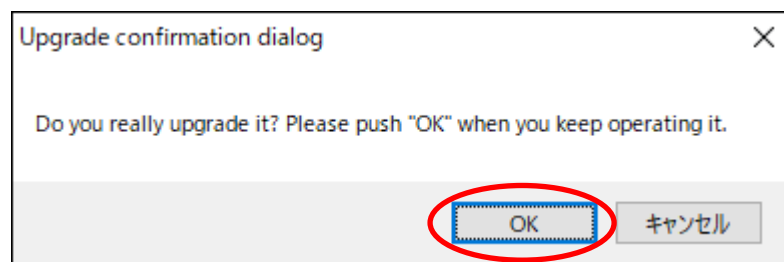 Upgrade confirmation dialog
Do you really upgrade it? Please push "OK" when you keep operating it.
OK
キャンセル